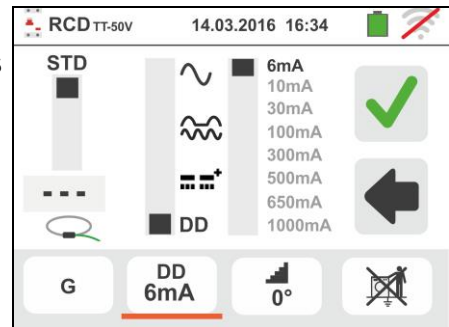 s
RCD TT-50V 14.03.2016 16:34
STD
6mA
10mA
30mA
100mA
300mA
500mA
650mA
1000mA
DD
---
G
DD
6mA
0°